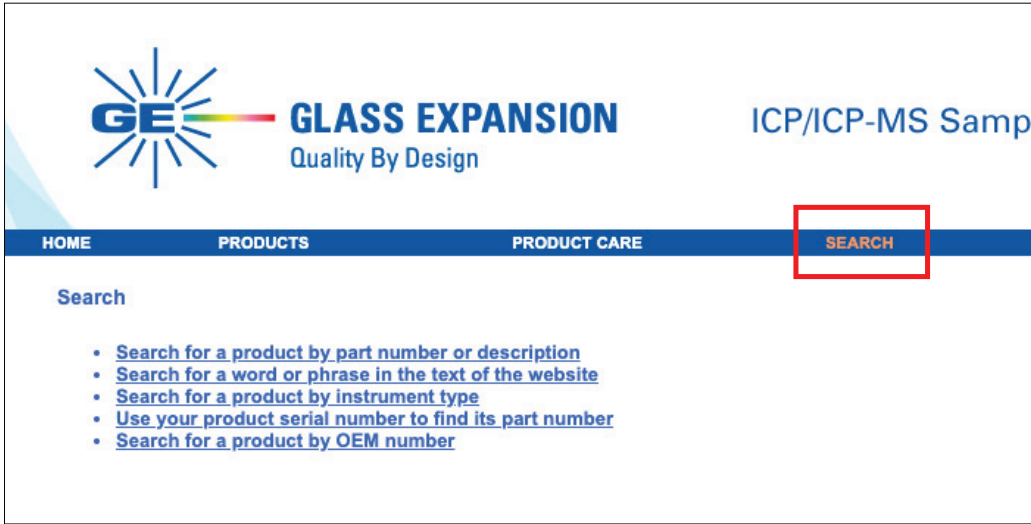 GE
GLASS EXPANSION
Quality By Design
ICP/ICP-MS Samp
HOME PRODUCTS PRODUCT CARE SEARCH
Search
• Search for a product by part number or description
• Search for a word or phrase in the text of the website
• Search for a product by instrument type
• Use your product serial number to find its part number
• Search for a product by OEM number